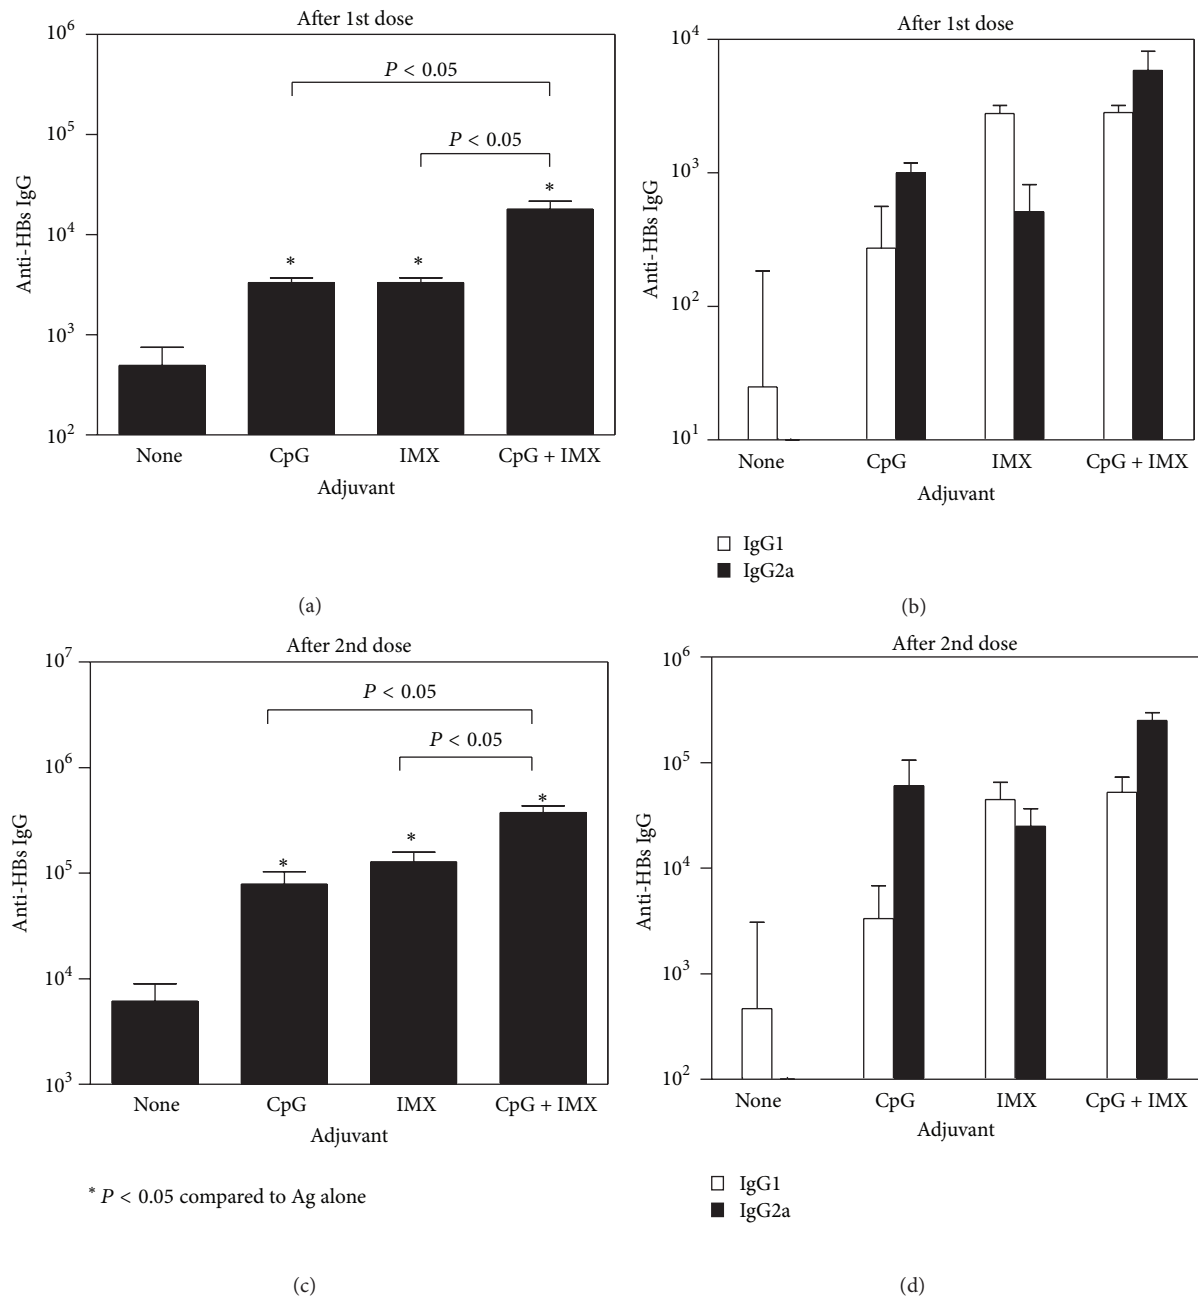 After 1st dose
10^6
10^5
10^4
10^3
10^2
Anti-HBs IgG
P < 0.05
P < 0.05
*
*
*
None CpG IMX CpG + IMX
Adjuvant
(a)
After 1st dose
10^4
10^3
10^2
10^1
Anti-HBs IgG
None CpG IMX CpG + IMX
Adjuvant
IgG1
IgG2a
(b)
After 2nd dose
10^7
10^6
10^5
10^4
10^3
Anti-HBs IgG
P < 0.05
P < 0.05
*
*
*
None CpG IMX CpG + IMX
Adjuvant
* P < 0.05 compared to Ag alone
(c)
After 2nd dose
10^6
10^5
10^4
10^3
10^2
Anti-HBs IgG
None CpG IMX CpG + IMX
Adjuvant
IgG1
IgG2a
(d)